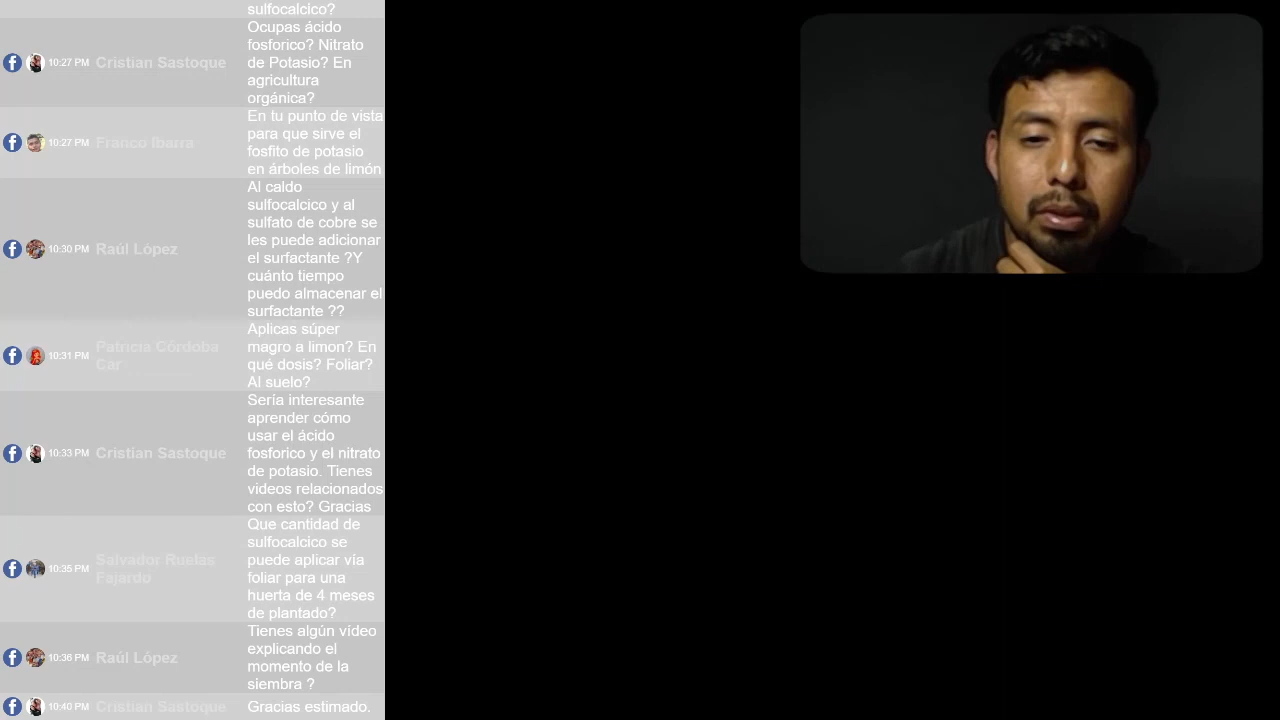 sulfocalcico?
10:27 PM Cristian Sastoque
Ocupas ácido
fosforico? Nitrato
de Potasio? En
agricultura
orgánica?
10:27 PM Franco Ibarra
En tu punto de vista
para que sirve el
fosfito de potasio
en árboles de limón
10:30 PM Raúl López
Al caldo
sulfocalcico y al
sulfato de cobre se
les puede adicionar
el surfactante ?Y
cuánto tiempo
puedo almacenar el
surfactante ??
10:31 PM Patricia Córdoba
Car
Aplicas súper
magro a limon? En
qué dosis? Foliar?
Al suelo?
10:33 PM Cristian Sastoque
Sería interesante
aprender cómo
usar el ácido
fosforico y el nitrato
de potasio. Tienes
videos relacionados
con esto? Gracias
10:35 PM Salvador Ruelas
Fajardo
Que cantidad de
sulfocalcico se
puede aplicar vía
foliar para una
huerta de 4 meses
de plantado?
10:36 PM Raúl López
Tienes algún video
explicando el
momento de la
siembra ?
10:40 PM Cristian Sastoque
Gracias estimado.